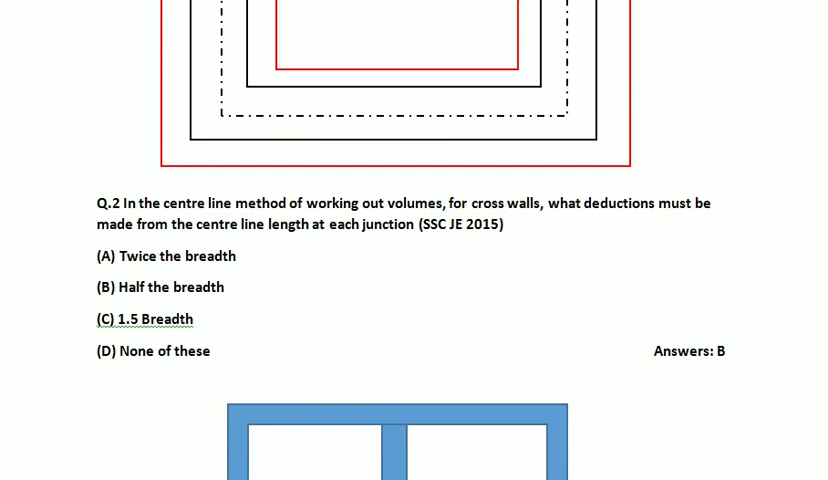 Q.2 In the centre line method of working out volumes, for cross walls, what deductions must be
made from the centre line length at each junction (SSC JE 2015)
(A) Twice the breadth
(B) Half the breadth
(C) 1.5 Breadth
(D) None of these Answers: B